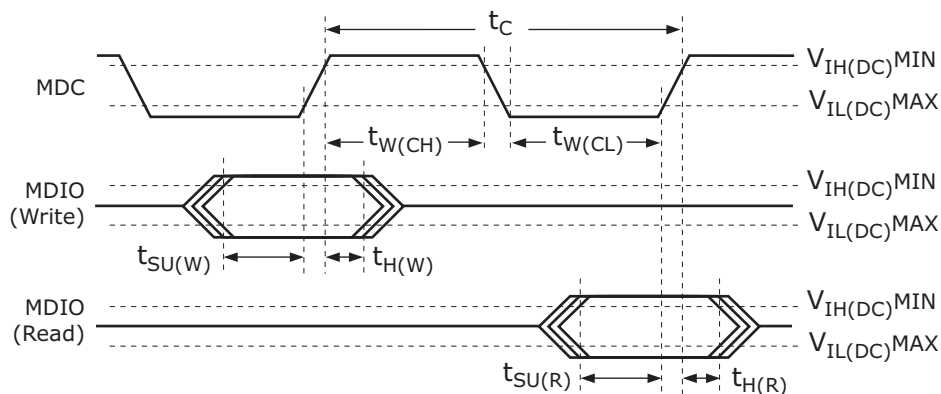 tC
VIH(DC)MIN
MDC
VIL(DC)MAX
tW(CH)
tW(CL)
MDIO
(Write)
VIH(DC)MIN
VIL(DC)MAX
tSU(W)
tH(W)
MDIO
(Read)
VIH(DC)MIN
VIL(DC)MAX
tSU(R)
tH(R)